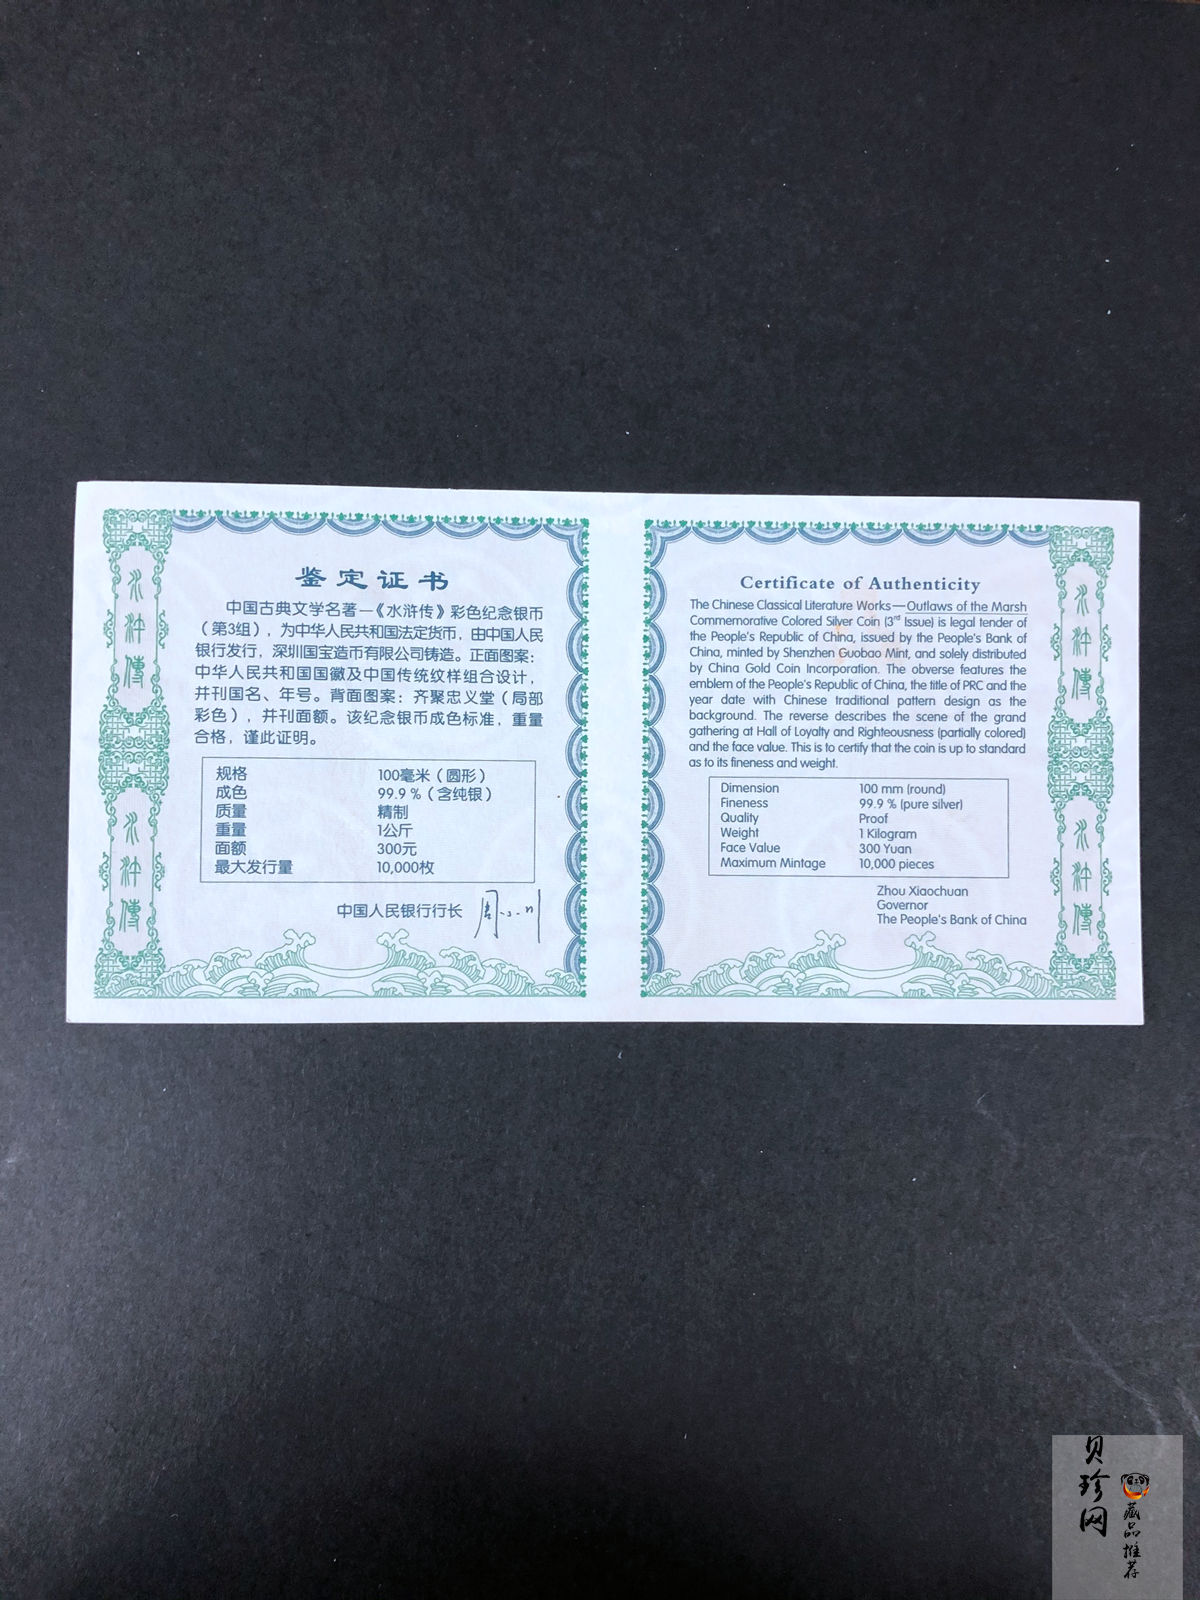 鉴定证书
中国古典文学名著—《水浒传》彩色纪念银币
（第3组），为中华人民共和国法定货币，由中国人民
银行发行，深圳国宝造币有限公司铸造。正面图案：
中华人民共和国国徽及中国传统纹样组合设计，
并刊国名、年号。背面图案：齐聚忠义堂（局部
彩色），并刊面额。该纪念银币成色标准，重量
合格，谨此证明。
规格 100毫米（圆形）
成色 99.9％（含纯银）
质量 精制
重量 1公斤
面额 300元
最大发行量 10,000枚
中国人民银行行长
水浒傳
水浒傳
Certificate of Authenticity
The Chinese Classical Literature Works—Outlaws of the Marsh
Commemorative Colored Silver Coin (3rd Issue) is legal tender of
the People's Republic of China, issued by the People's Bank of
China, minted by Shenzhen Guobao Mint, and solely distributed
by China Gold Coin Incorporation. The obverse features the
emblem of the People's Republic of China, the title of PRC and the
year date with Chinese traditional pattern design as the
background. The reverse describes the scene of the grand
gathering at Hall of Loyalty and Righteousness (partially colored)
and the face value. This is to certify that the coin is up to standard
as to its fineness and weight.
Dimension 100 mm (round)
Fineness 99.9 % (pure silver)
Quality Proof
Weight 1 Kilogram
Face Value 300 Yuan
Maximum Mintage 10,000 pieces
Zhou Xiaochuan
Governor
The People's Bank of China
水浒傳
水浒傳
贝珍网
藏品推荐